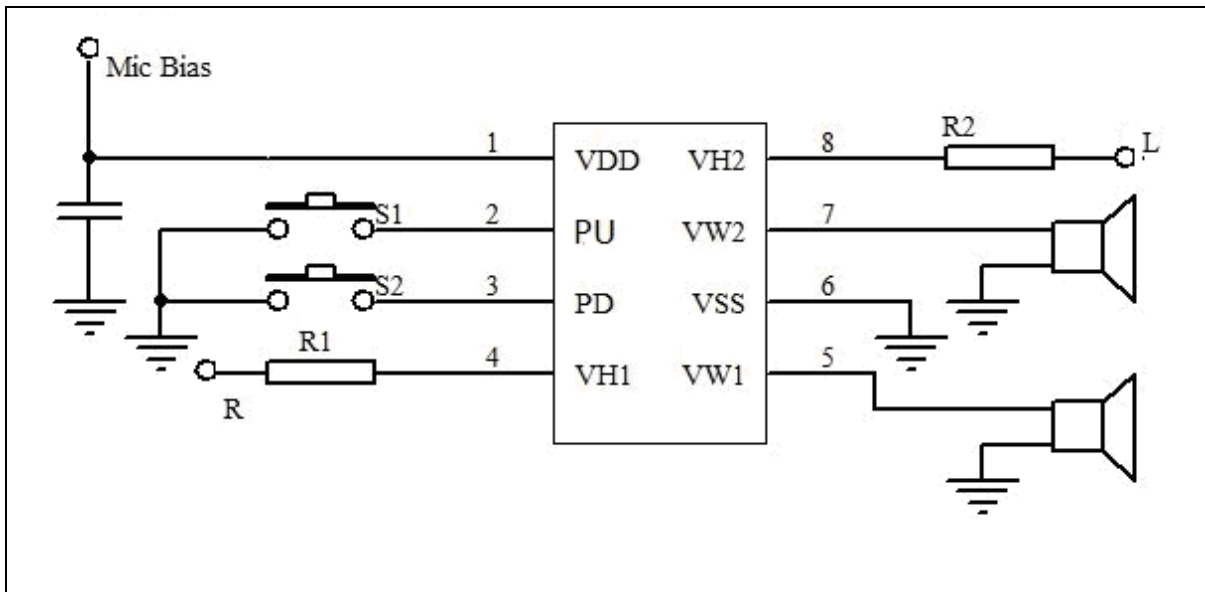 Mic Bias
1 VDD VH2 8 R2 L
S1 2 PU VW2 7
S2 3 PD VSS 6
R1 4 VH1 VW1 5
R